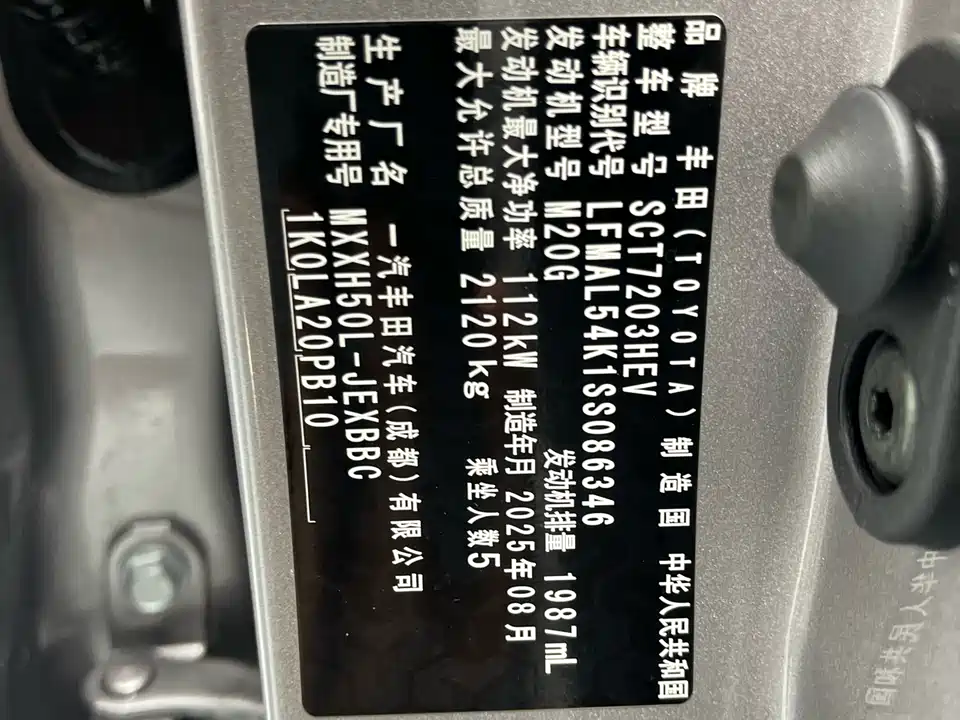 品牌 丰田(TOYOTA) 制造国 中华人民共和国
整车型号 SCT7203HEV
车辆识别代号 LFMAL54K1SS086346
发动机型号 M20G 发动机排量 1987mL
发动机最大净功率 112kW 制造年月 2025年08月
最大允许总质量 2120kg 乘坐人数5
生产厂名 一汽丰田汽车(成都)有限公司
制造厂专用号 MXXH50L-JEXBBC
1K0LA20PB10